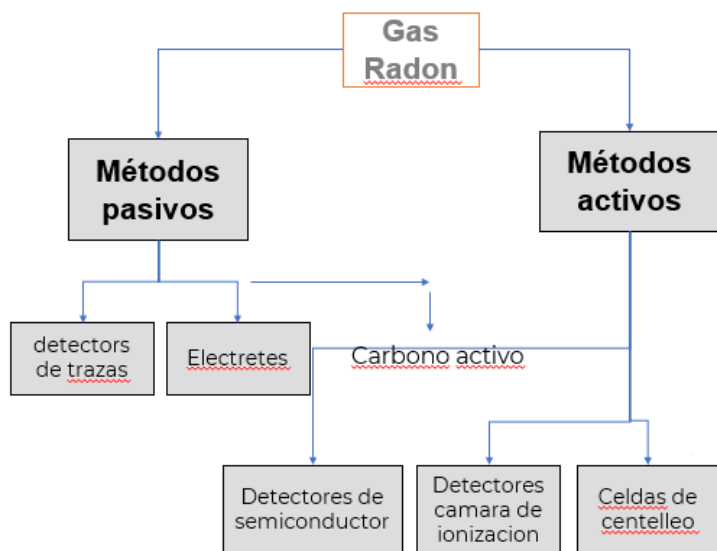 Gas
Radon
Métodos
pasivos
Métodos
activos
detectors
de trazas
Electretes
Carbono activo
Detectores de
semiconductor
Detectores
camara de
ionizacion
Celdas de
centelleo